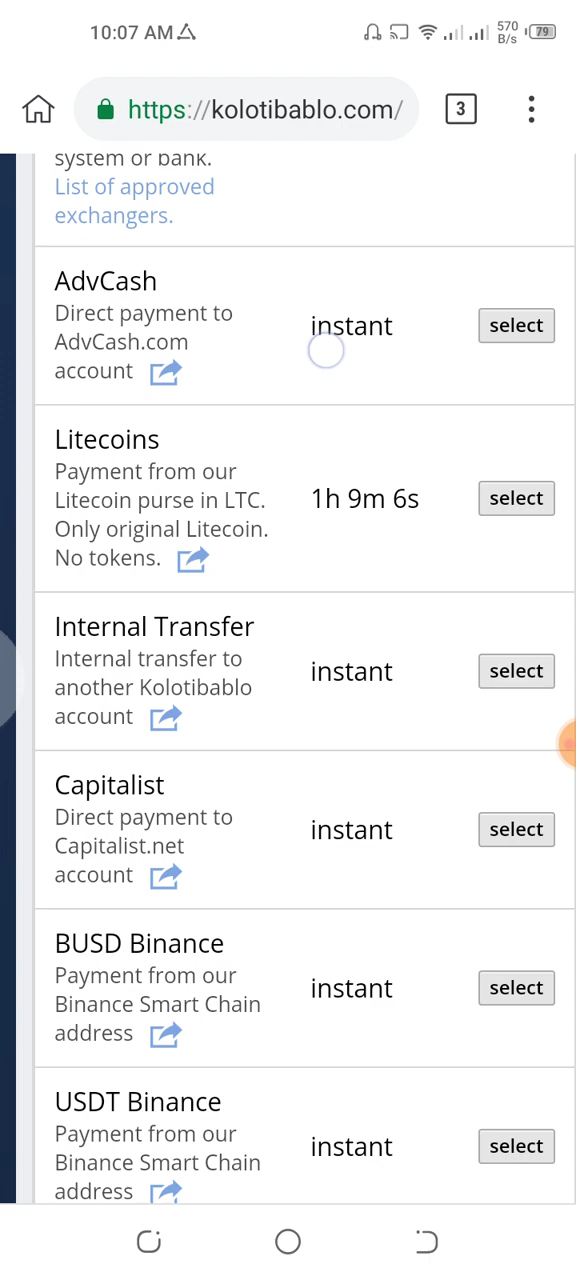 10:07 AM
570
B/s
79
https://kolotibablo.com/
3
system or bank.
List of approved
exchangers.
AdvCash
Direct payment to
AdvCash.com
account
instant
select
Litecoins
Payment from our
Litecoin purse in LTC.
Only original Litecoin.
No tokens.
1h 9m 6s
select
Internal Transfer
Internal transfer to
another Kolotibablo
account
instant
select
Capitalist
Direct payment to
Capitalist.net
account
instant
select
BUSD Binance
Payment from our
Binance Smart Chain
address
instant
select
USDT Binance
Payment from our
Binance Smart Chain
address
instant
select